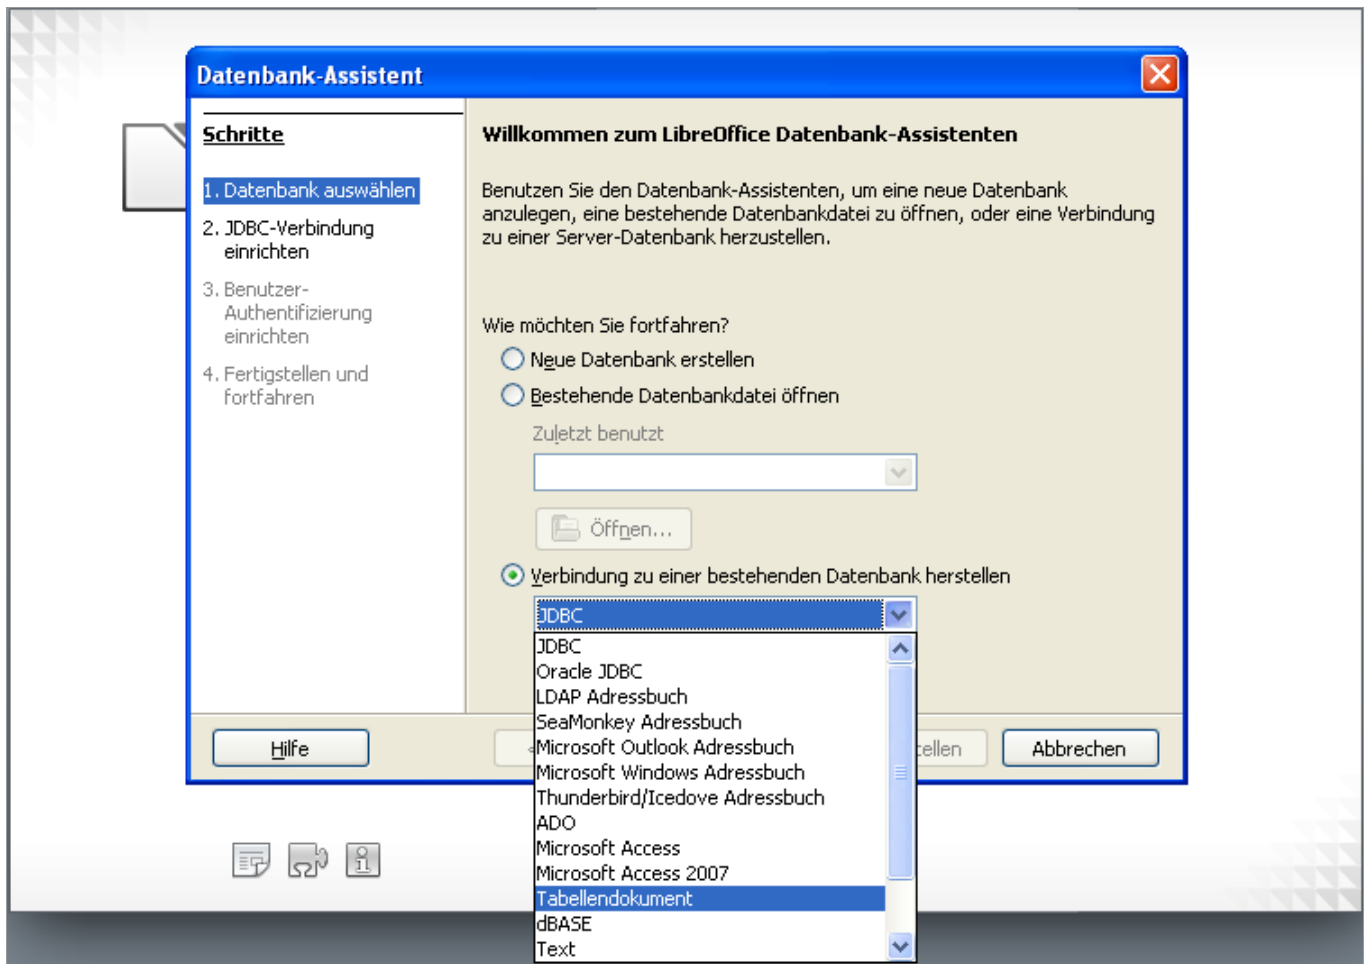 Datenbank-Assistent
Schritte
1. Datenbank auswählen
2. JDBC-Verbindung
einrichten
3. Benutzer-
Authentifizierung
einrichten
4. Fertigstellen und
fortfahren
Willkommen zum LibreOffice Datenbank-Assistenten
Benutzen Sie den Datenbank-Assistenten, um eine neue Datenbank
anzulegen, eine bestehende Datenbankdatei zu öffnen, oder eine Verbindung
zu einer Server-Datenbank herzustellen.
Wie möchten Sie fortfahren?
Neue Datenbank erstellen
Bestehende Datenbankdatei öffnen
Zuletzt benutzt
Öffnen...
Verbindung zu einer bestehenden Datenbank herstellen
JDBC
JDBC
Oracle JDBC
LDAP Adressbuch
SeaMonkey Adressbuch
Microsoft Outlook Adressbuch
Microsoft Windows Adressbuch
Thunderbird/Icedove Adressbuch
ADO
Microsoft Access
Microsoft Access 2007
Tabellendokument
dBASE
Text
Hilfe
ellen
Abbrechen